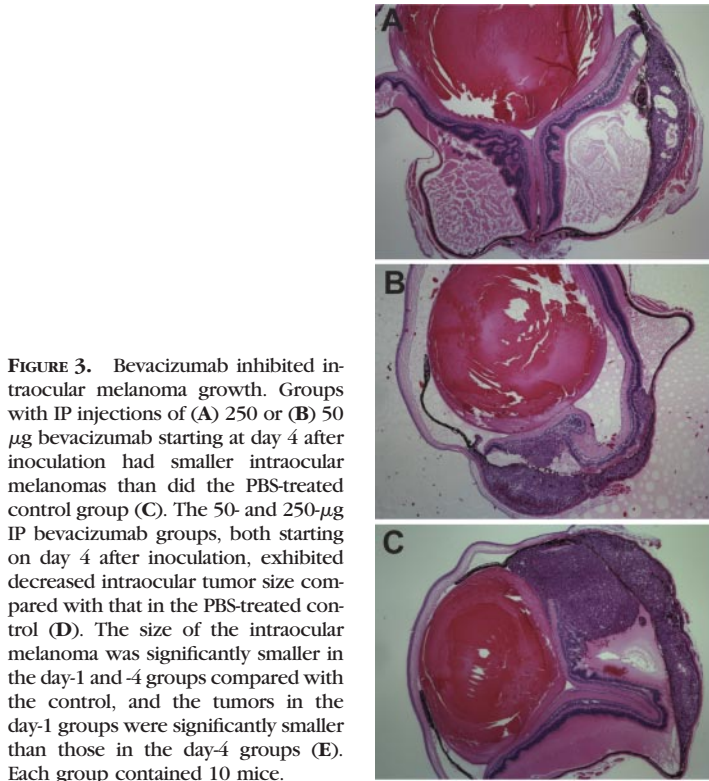 A
B
C
FIGURE 3. Bevacizumab inhibited in-
traocular melanoma growth. Groups
with IP injections of (A) 250 or (B) 50
μg bevacizumab starting at day 4 after
inoculation had smaller intraocular
melanomas than did the PBS-treated
control group (C). The 50- and 250-μg
IP bevacizumab groups, both starting
on day 4 after inoculation, exhibited
decreased intraocular tumor size com-
pared with that in the PBS-treated con-
trol (D). The size of the intraocular
melanoma was significantly smaller in
the day-1 and -4 groups compared with
the control, and the tumors in the
day-1 groups were significantly smaller
than those in the day-4 groups (E).
Each group contained 10 mice.